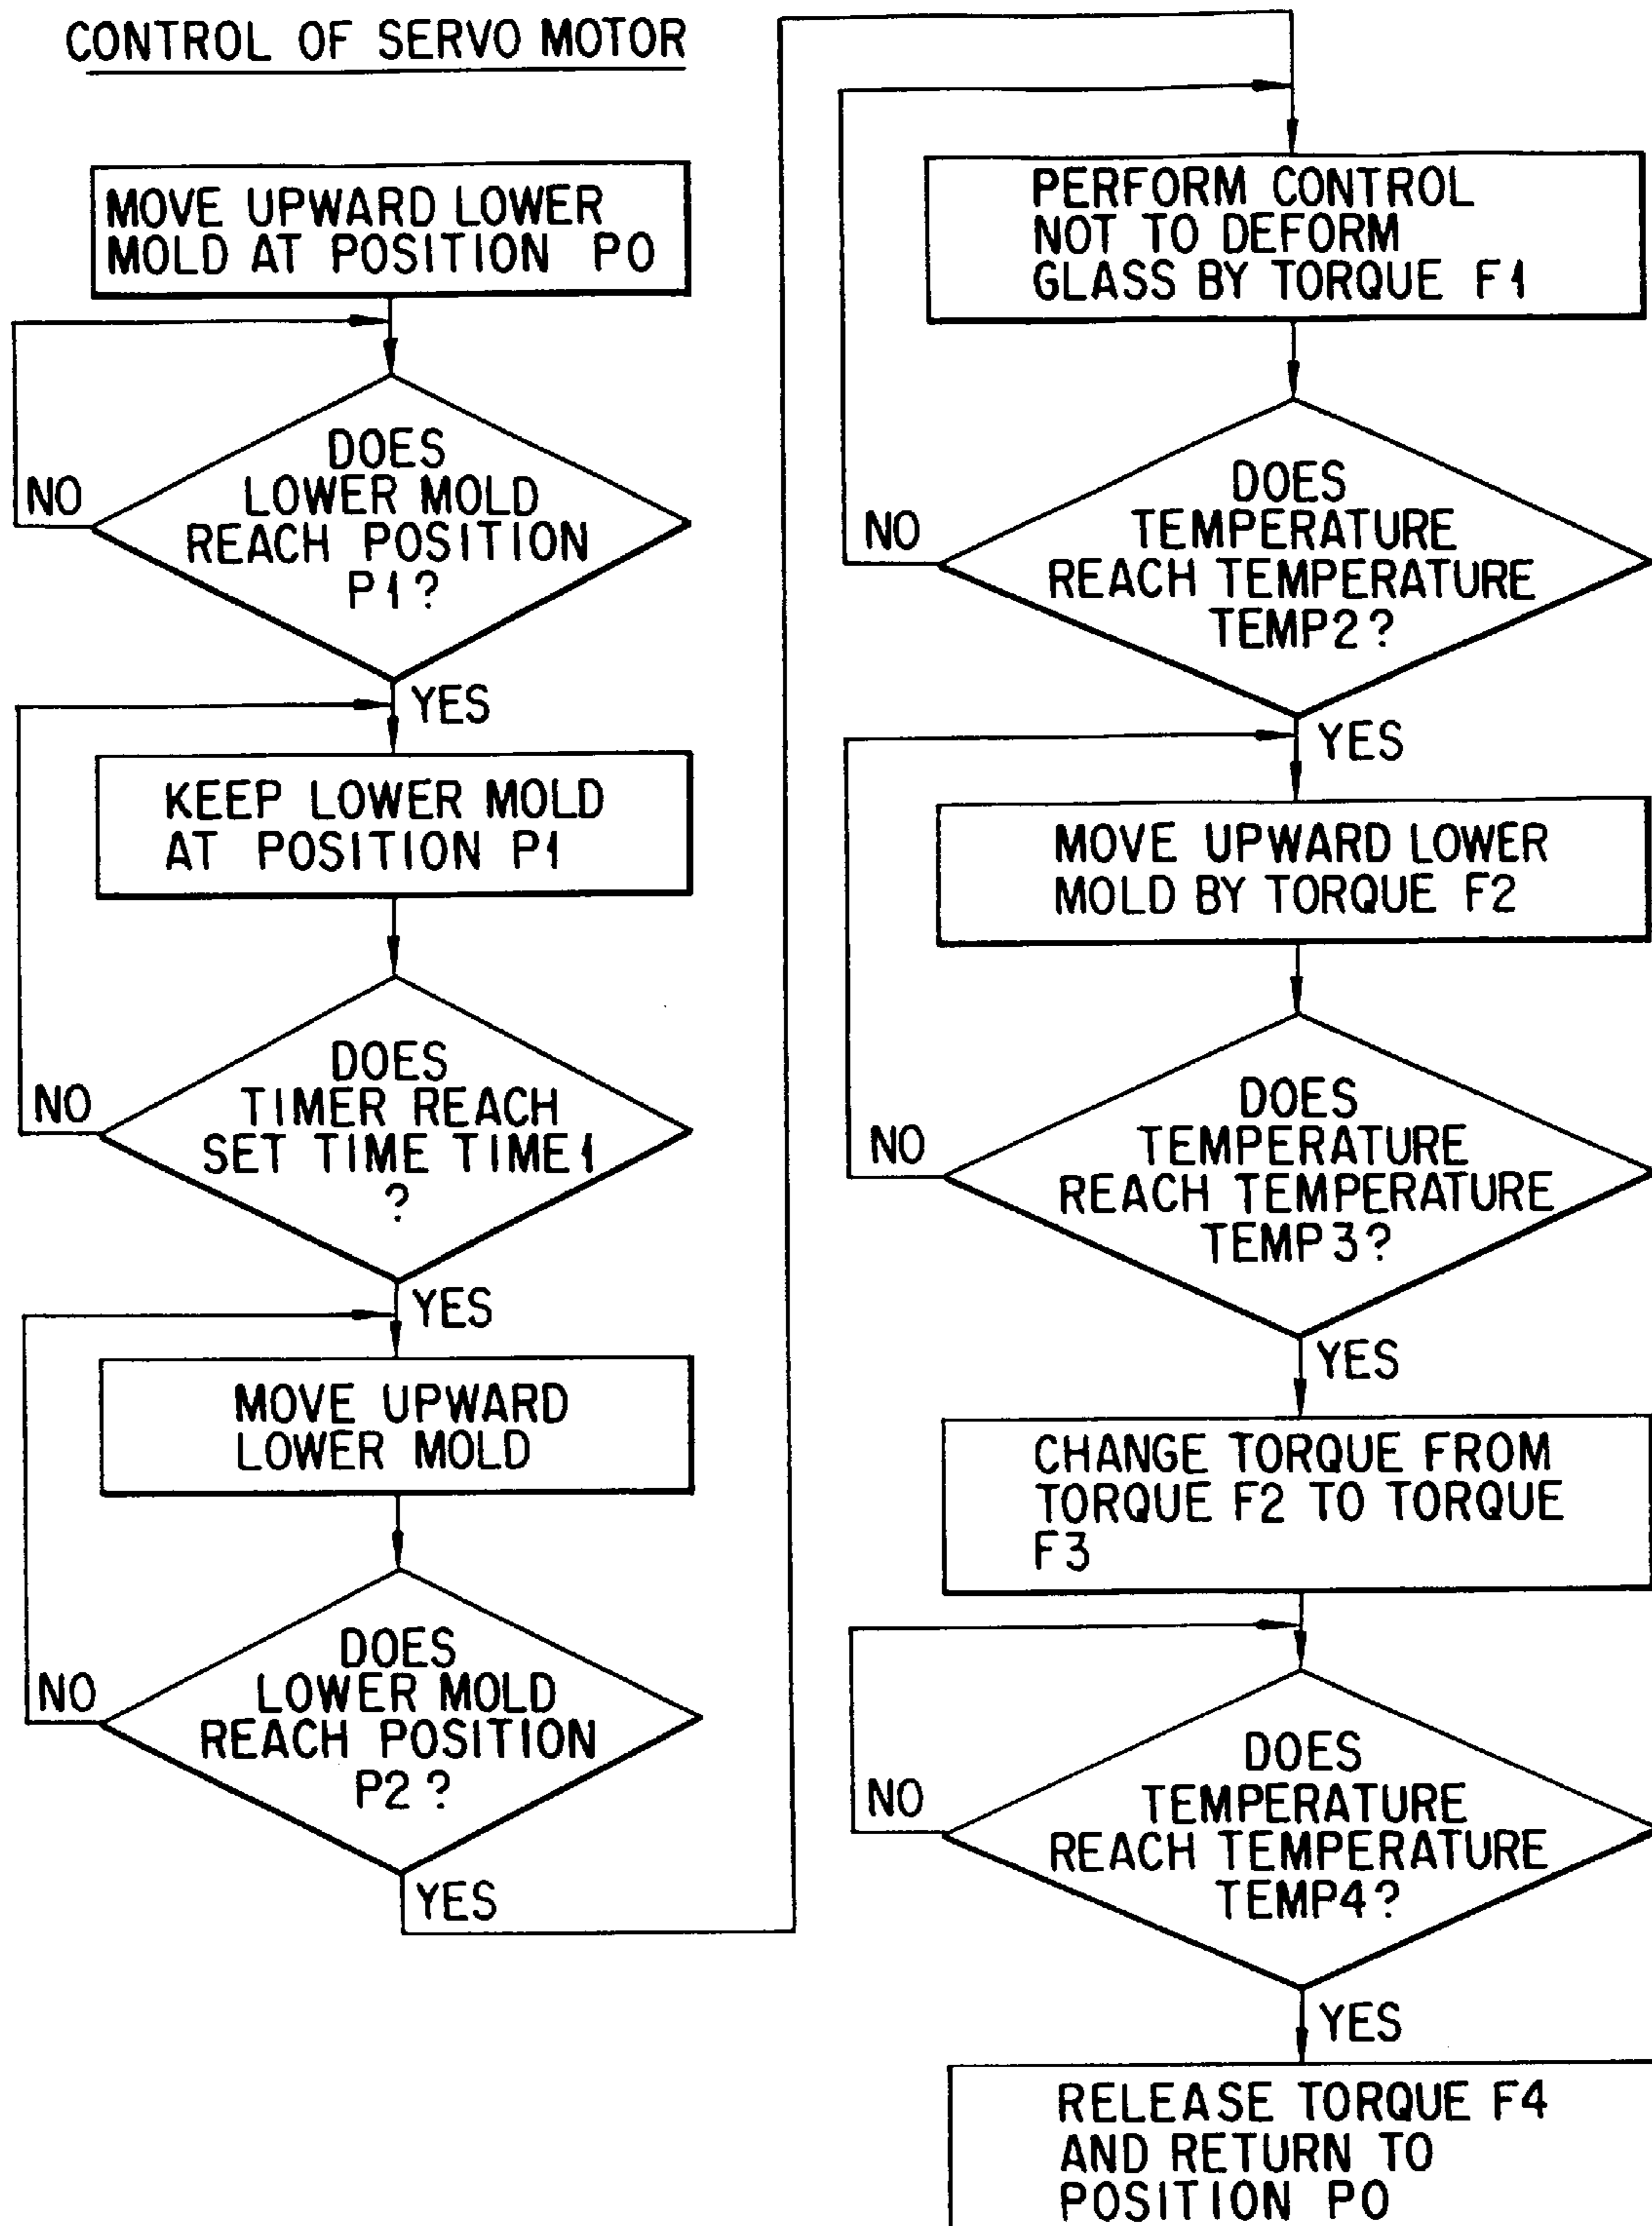 CONTROL OF SERVO MOTOR
MOVE UPWARD LOWER
MOLD AT POSITION P0
DOES
LOWER MOLD
REACH POSITION
P1?
NO
YES
KEEP LOWER MOLD
AT POSITION P1
DOES
TIMER REACH
SET TIME TIME1
?
NO
YES
MOVE UPWARD
LOWER MOLD
DOES
LOWER MOLD
REACH POSITION
P2?
NO
YES
PERFORM CONTROL
NOT TO DEFORM
GLASS BY TORQUE F1
DOES
TEMPERATURE
REACH TEMPERATURE
TEMP2?
NO
YES
MOVE UPWARD LOWER
MOLD BY TORQUE F2
DOES
TEMPERATURE
REACH TEMPERATURE
TEMP3?
NO
YES
CHANGE TORQUE FROM
TORQUE F2 TO TORQUE
F3
DOES
TEMPERATURE
REACH TEMPERATURE
TEMP4?
NO
YES
RELEASE TORQUE F4
AND RETURN TO
POSITION P0